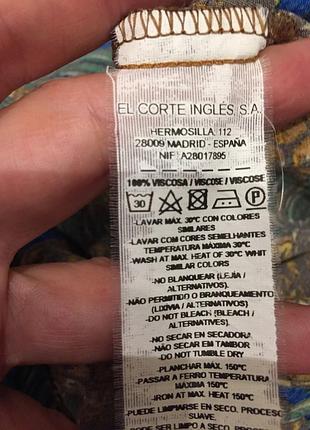 EL CORTE INGLÉS S.A.
HERMOSILLA, 112
28009 MADRID - ESPAÑA
NIF: A28017895
100% VISCOSA / VISCOSE / VISCOSE
30 P
-LAVAR MÁX. 30ºC CON COLORES
SIMILARES
-LAVAR COM CORES SEMELHANTES
TEMPERATURA MÁXIMA 30ºC
-WASH AT MAX. HEAT OF 30ºC WHIT
SIMILAR COLORS
-NO BLANQUEAR (LEJÍA /
ALTERNATIVOS).
-NÃO PERMITIDO O BRANQUEAMENTO
(LIXIVIA / ALTERNATIVOS)
-DO NOT BLEACH /
ALTERNATIVES).
-NO SECAR EN SECADORA
-NÃO SECAR EM TAMBOR
-DO NOT TUMBLE DRY
-PLANCHAR MÁX. 150ºC
-PASSAR A FERRO TEMPERATURA
MÁXIMA 150ºC
-IRON AT MAX. HEAT 150ºC
-PUEDE LIMPIARSE EN SECO. PROCESO
SUAVE.